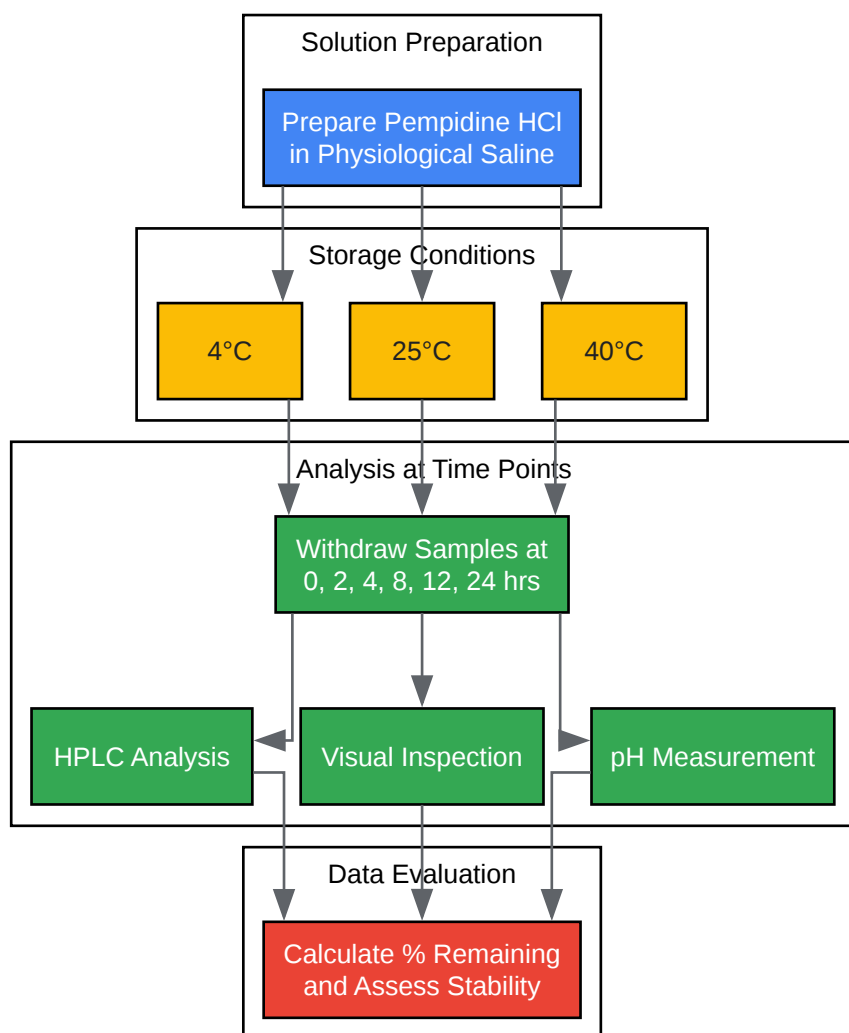 Solution Preparation
Prepare Pempidine HCl
in Physiological Saline
Storage Conditions
4°C
25°C
40°C
Analysis at Time Points
Withdraw Samples at
0, 2, 4, 8, 12, 24 hrs
HPLC Analysis
Visual Inspection
pH Measurement
Data Evaluation
Calculate % Remaining
and Assess Stability